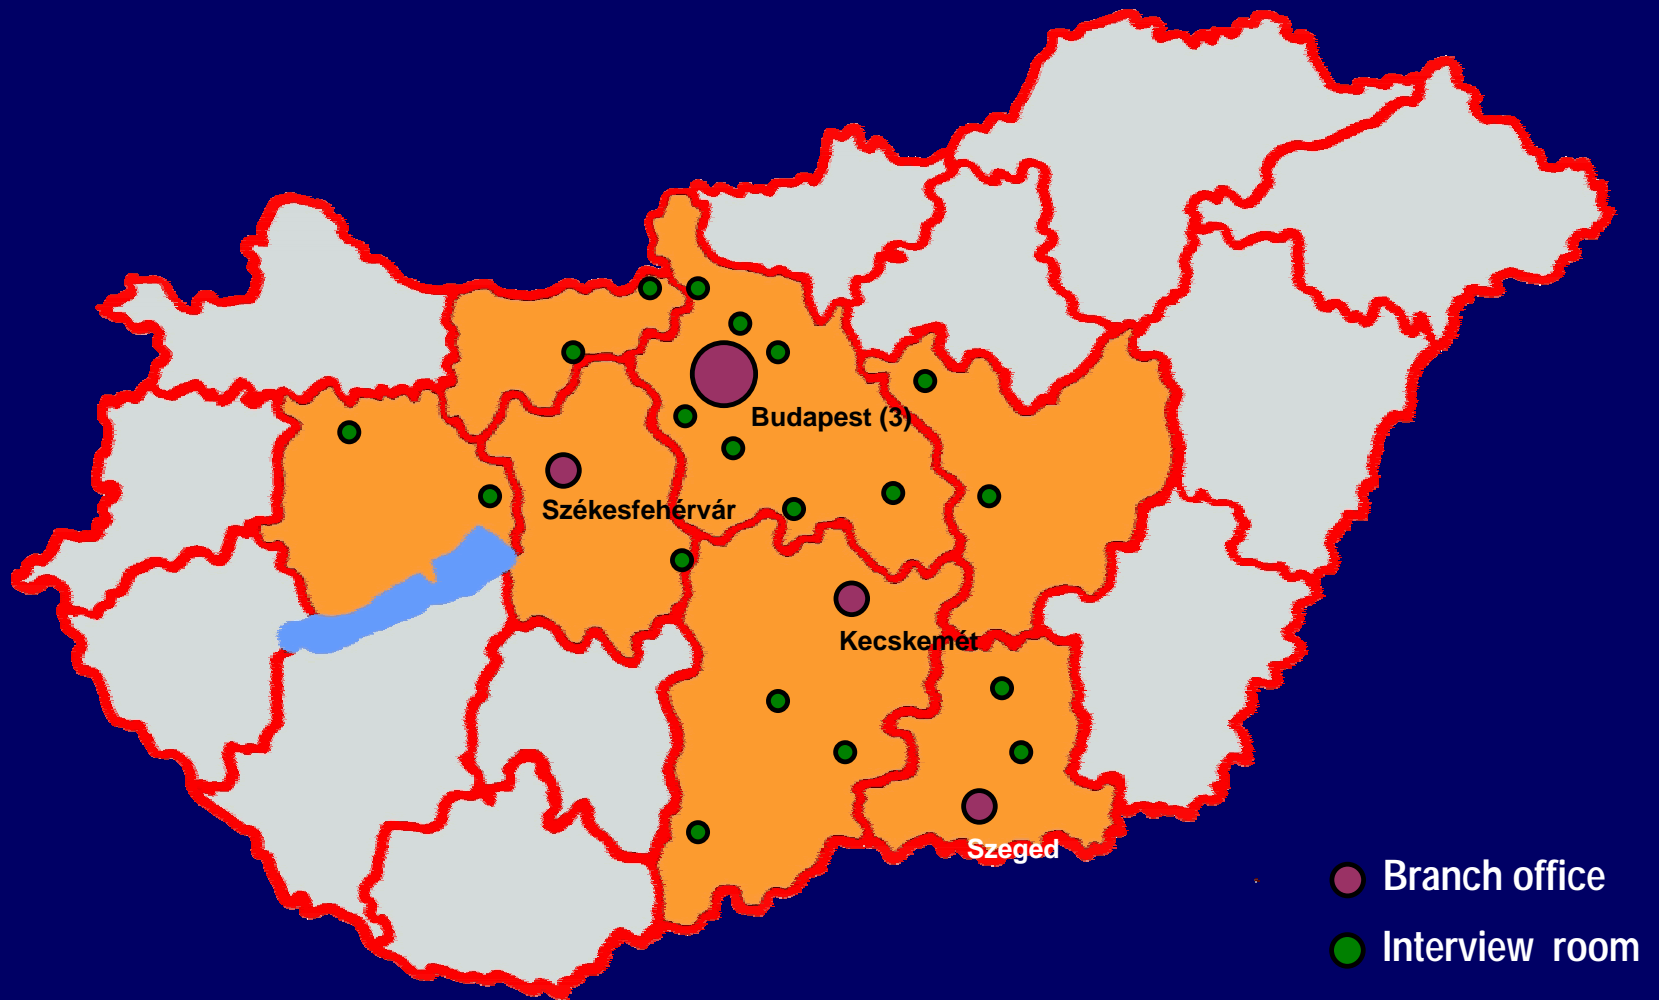 Budapest (3)
Székesfehérvár
Kecskemét
Szeged
Branch office
Interview room